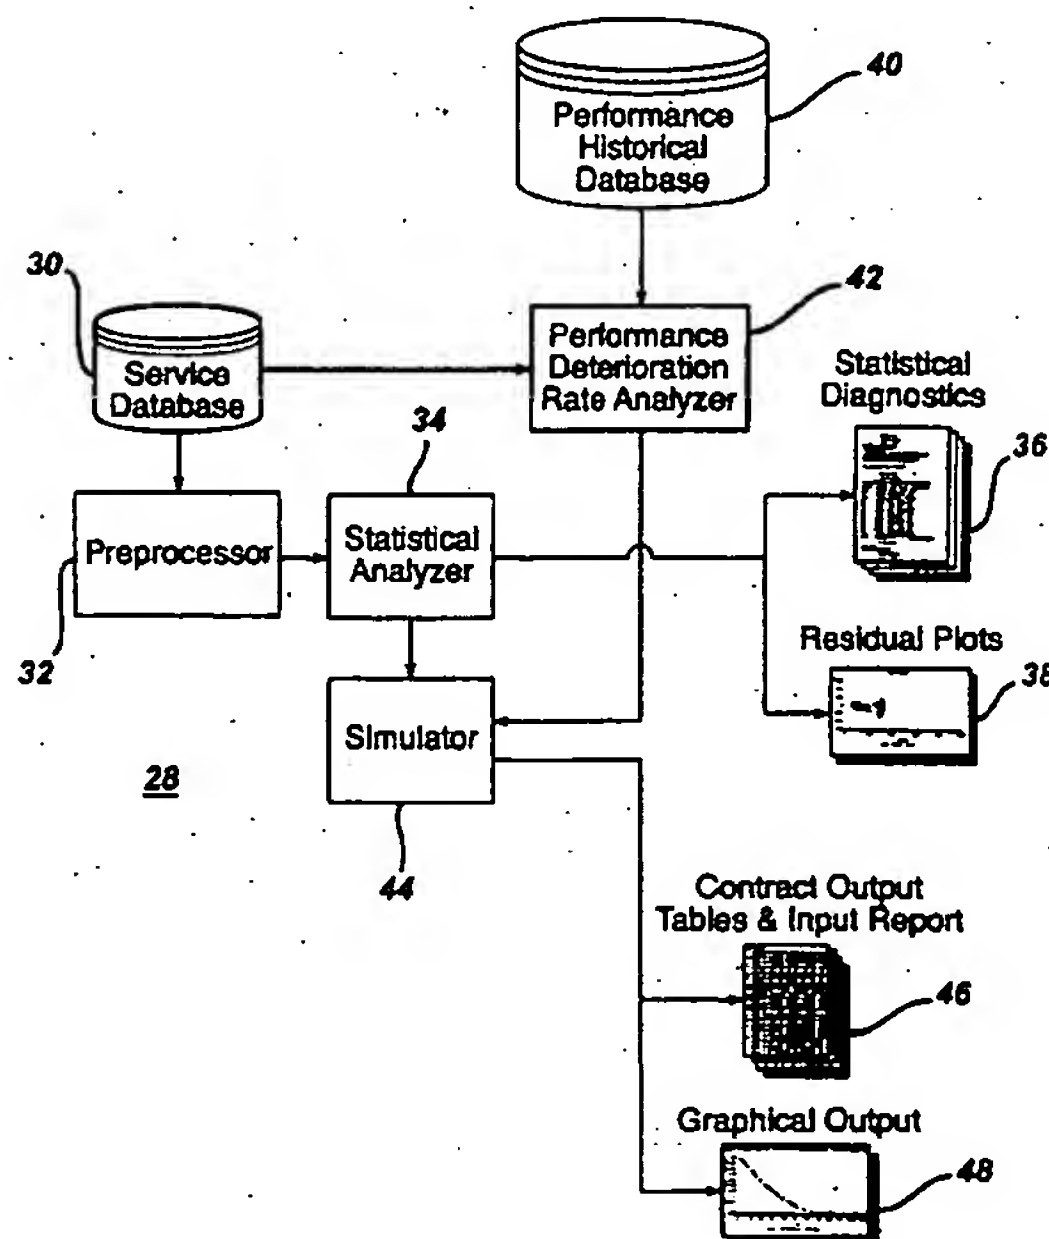 40
Performance
Historical
Database
30
42
Service
Database
Performance
Deterioration
Rate Analyzer
Statistical
Diagnostics
34
36
Preprocessor
Statistical
Analyzer
32
Residual Plots
38
Simulator
28
44
Contract Output
Tables & Input Report
46
Graphical Output
48